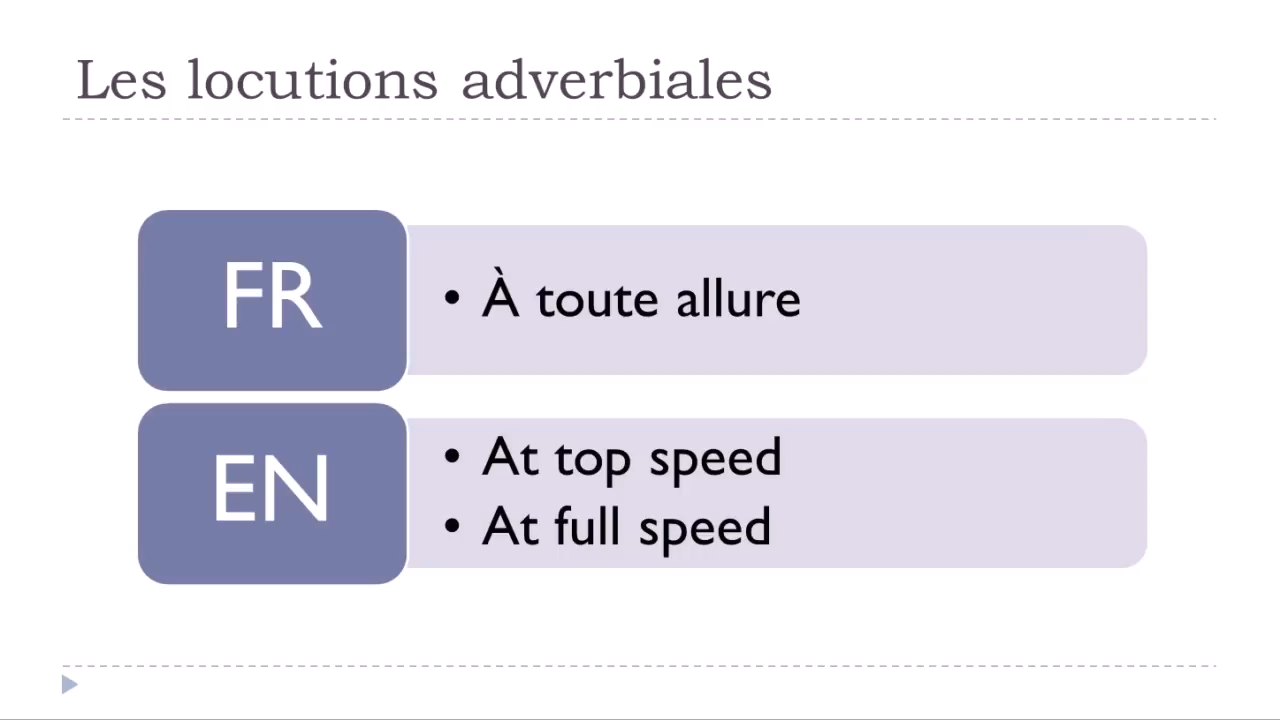 Les locutions adverbiales
FR
• À toute allure
EN
• At top speed
• At full speed